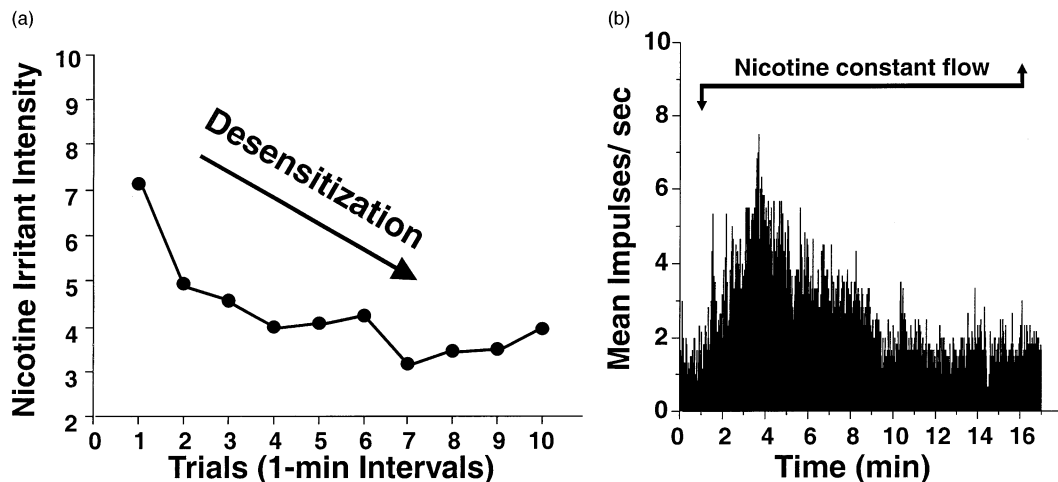 (a)
Nicotine Irritant Intensity
10
9
8
7
6
5
4
3
2
Desensitization
0 1 2 3 4 5 6 7 8 9 10
Trials (1-min Intervals)
(b)
Mean Impulses/ sec
10
8
6
4
2
0
Nicotine constant flow
0 2 4 6 8 10 12 14 16
Time (min)